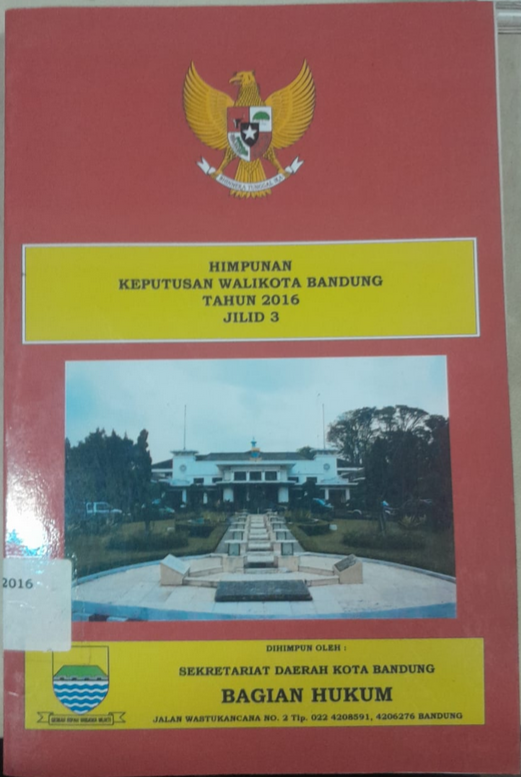 BHINNEKA TUNGGAL IKA
HIMPUNAN
KEPUTUSAN WALIKOTA BANDUNG
TAHUN 2016
JILID 3
2016
DIHIMPUN OLEH :
SEKRETARIAT DAERAH KOTA BANDUNG
BAGIAN HUKUM
JALAN WASTUKANCANA NO. 2 Tlp. 022 4208591, 4206276 BANDUNG